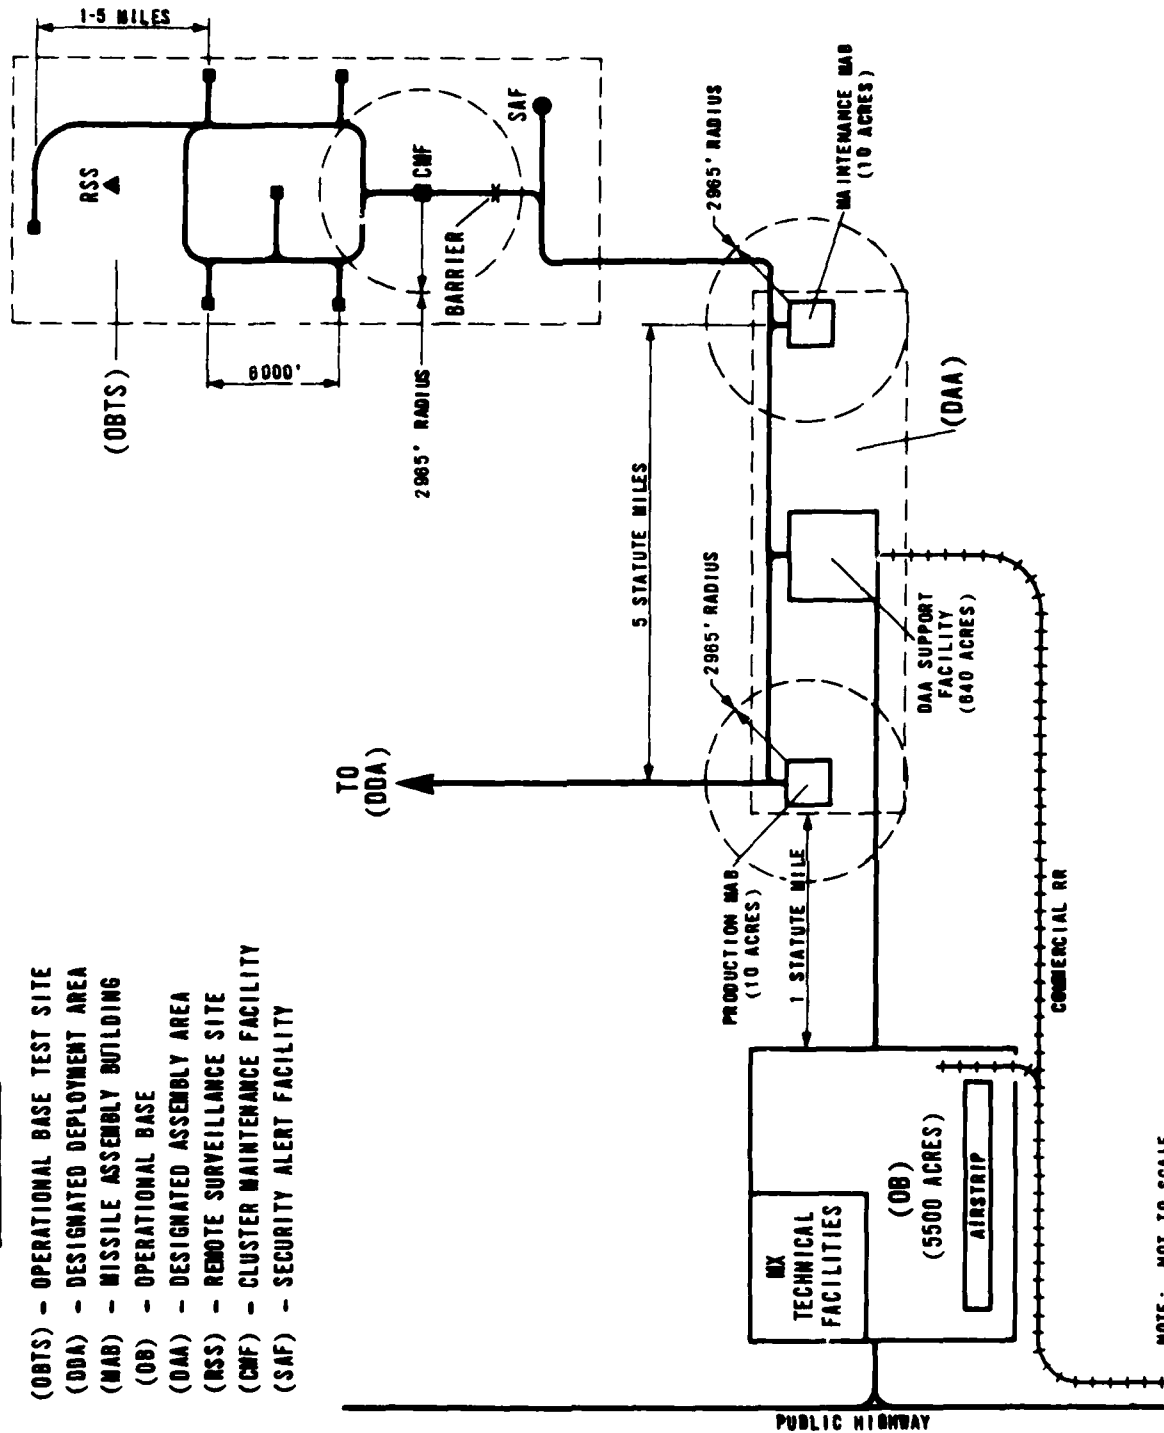 (OBTS) - OPERATIONAL BASE TEST SITE
(DDA) - DESIGNATED DEPLOYMENT AREA
(MAB) - MISSILE ASSEMBLY BUILDING
(OB) - OPERATIONAL BASE
(DAA) - DESIGNATED ASSEMBLY AREA
(RSS) - REMOTE SURVEILLANCE SITE
(CMF) - CLUSTER MAINTENANCE FACILITY
(SAF) - SECURITY ALERT FACILITY
1-5 MILES
RSS
(OBTS)
6000'
CMF
2965' RADIUS
BARRIER
SAF
TO
(DDA)
5 STATUTE MILES
2965' RADIUS
2965' RADIUS
MAINTENANCE MAB
(10 ACRES)
PRODUCTION MAB
(10 ACRES)
1 STATUTE MILE
DAA SUPPORT
FACILITY
(640 ACRES)
(DAA)
MX
TECHNICAL
FACILITIES
(OB)
(5500 ACRES)
AIRSTRIP
COMMERCIAL RR
PUBLIC HIGHWAY
NOTE: NOT TO SCALE